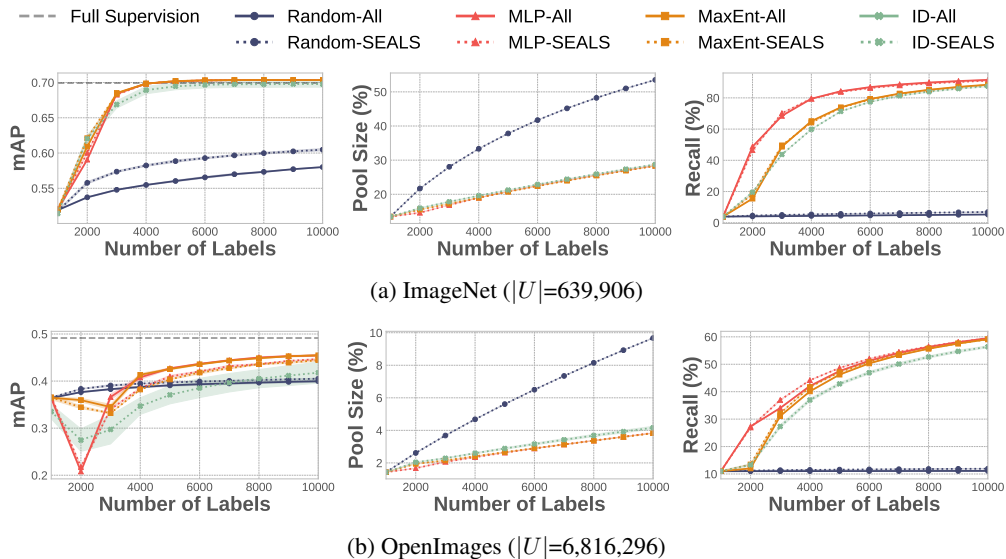 Full Supervision Random-All MLP-All MaxEnt-All ID-All
Random-SEALS MLP-SEALS MaxEnt-SEALS ID-SEALS
mAP
0.70
0.65
0.60
0.55
2000 4000 6000 8000 10000
Number of Labels
Pool Size (%)
50
40
30
20
2000 4000 6000 8000 10000
Number of Labels
Recall (%)
80
60
40
20
0
2000 4000 6000 8000 10000
Number of Labels
(a) ImageNet (|U|=639,906)
mAP
0.5
0.4
0.3
0.2
2000 4000 6000 8000 10000
Number of Labels
Pool Size (%)
10
8
6
4
2
2000 4000 6000 8000 10000
Number of Labels
Recall (%)
60
50
40
30
20
10
2000 4000 6000 8000 10000
Number of Labels
(b) OpenImages (|U|=6,816,296)